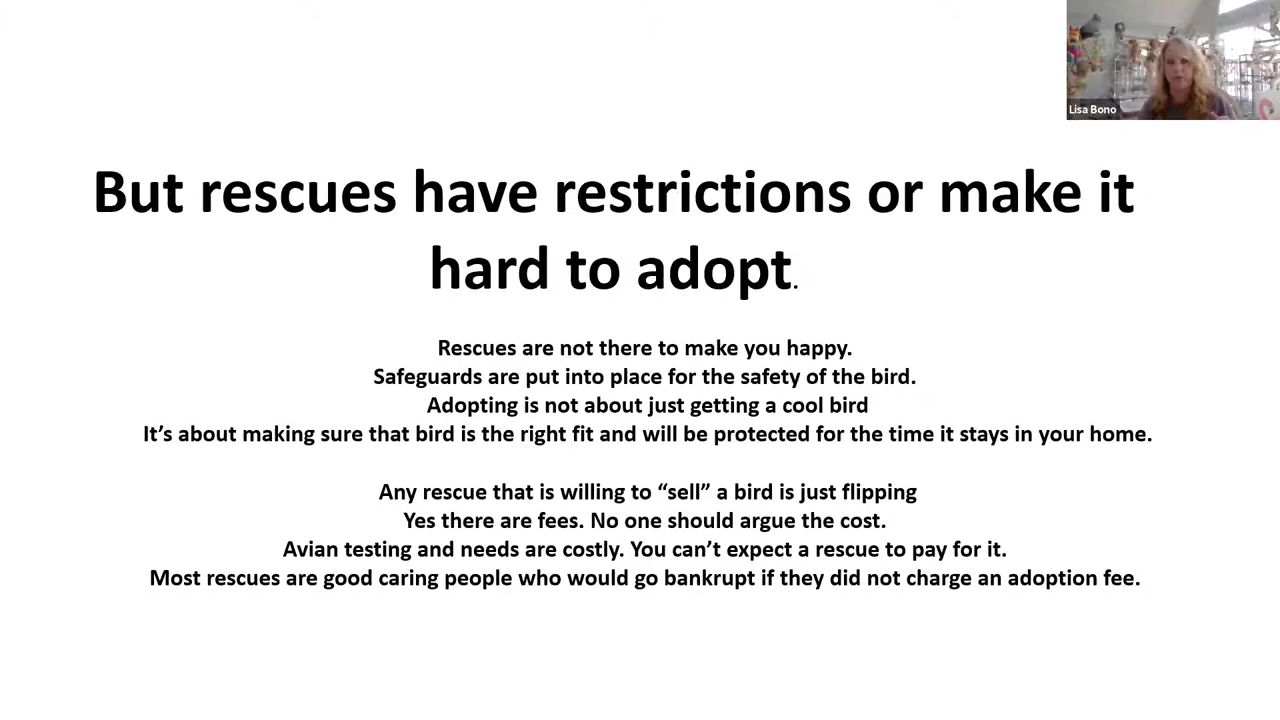 Lisa Bono
But rescues have restrictions or make it
hard to adopt.
Rescues are not there to make you happy.
Safeguards are put into place for the safety of the bird.
Adopting is not about just getting a cool bird
It’s about making sure that bird is the right fit and will be protected for the time it stays in your home.
Any rescue that is willing to “sell” a bird is just flipping
Yes there are fees. No one should argue the cost.
Avian testing and needs are costly. You can’t expect a rescue to pay for it.
Most rescues are good caring people who would go bankrupt if they did not charge an adoption fee.